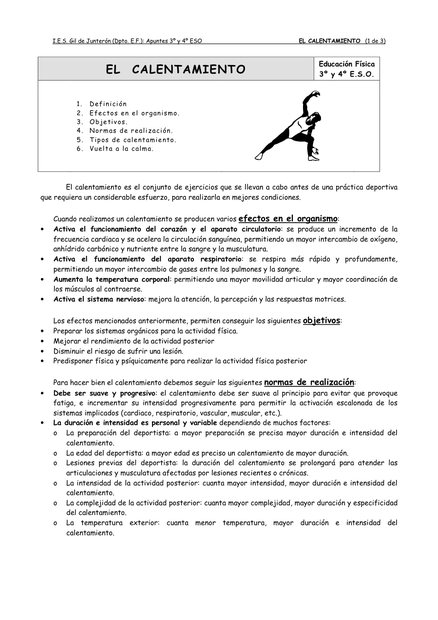 I.E.S. Gil de Junterón (Dpto. E.F.): Apuntes 3º y 4º ESO EL CALENTAMIENTO (1 de 3)
EL CALENTAMIENTO
Educación Física
3º y 4º E.S.O.
1. Definición
2. Efectos en el organismo.
3. Objetivos.
4. Normas de realización.
5. Tipos de calentamiento.
6. Vuelta a la calma.
El calentamiento es el conjunto de ejercicios que se llevan a cabo antes de una práctica deportiva
que requiera un considerable esfuerzo, para realizarla en mejores condiciones.
Cuando realizamos un calentamiento se producen varios efectos en el organismo:
• Activa el funcionamiento del corazón y el aparato circulatorio: se produce un incremento de la
frecuencia cardiaca y se acelera la circulación sanguínea, permitiendo un mayor intercambio de oxígeno,
anhídrido carbónico y nutriente entre la sangre y la musculatura.
• Activa el funcionamiento del aparato respiratorio: se respira más rápido y profundamente,
permitiendo un mayor intercambio de gases entre los pulmones y la sangre.
• Aumenta la temperatura corporal: permitiendo una mayor movilidad articular y mayor coordinación de
los músculos al contraerse.
• Activa el sistema nervioso: mejora la atención, la percepción y las respuestas motrices.
Los efectos mencionados anteriormente, permiten conseguir los siguientes objetivos:
• Preparar los sistemas orgánicos para la actividad física.
• Mejorar el rendimiento de la actividad posterior
• Disminuir el riesgo de sufrir una lesión.
• Predisponer física y psíquicamente para realizar la actividad física posterior
Para hacer bien el calentamiento debemos seguir las siguientes normas de realización:
• Debe ser suave y progresivo: el calentamiento debe ser suave al principio para evitar que provoque
fatiga, e incrementar su intensidad progresivamente para permitir la activación escalonada de los
sistemas implicados (cardiaco, respiratorio, vascular, muscular, etc.).
• La duración e intensidad es personal y variable dependiendo de muchos factores:
o La preparación del deportista: a mayor preparación se precisa mayor duración e intensidad del
calentamiento.
o La edad del deportista: a mayor edad es preciso un calentamiento de mayor duración.
o Lesiones previas del deportista: la duración del calentamiento se prolongará para atender las
articulaciones y musculatura afectadas por lesiones recientes o crónicas.
o La intensidad de la actividad posterior: cuanta mayor intensidad, mayor duración e intensidad del
calentamiento.
o La complejidad de la actividad posterior: cuanta mayor complejidad, mayor duración y especificidad
del calentamiento.
o La temperatura exterior: cuanta menor temperatura, mayor duración e intensidad del
calentamiento.